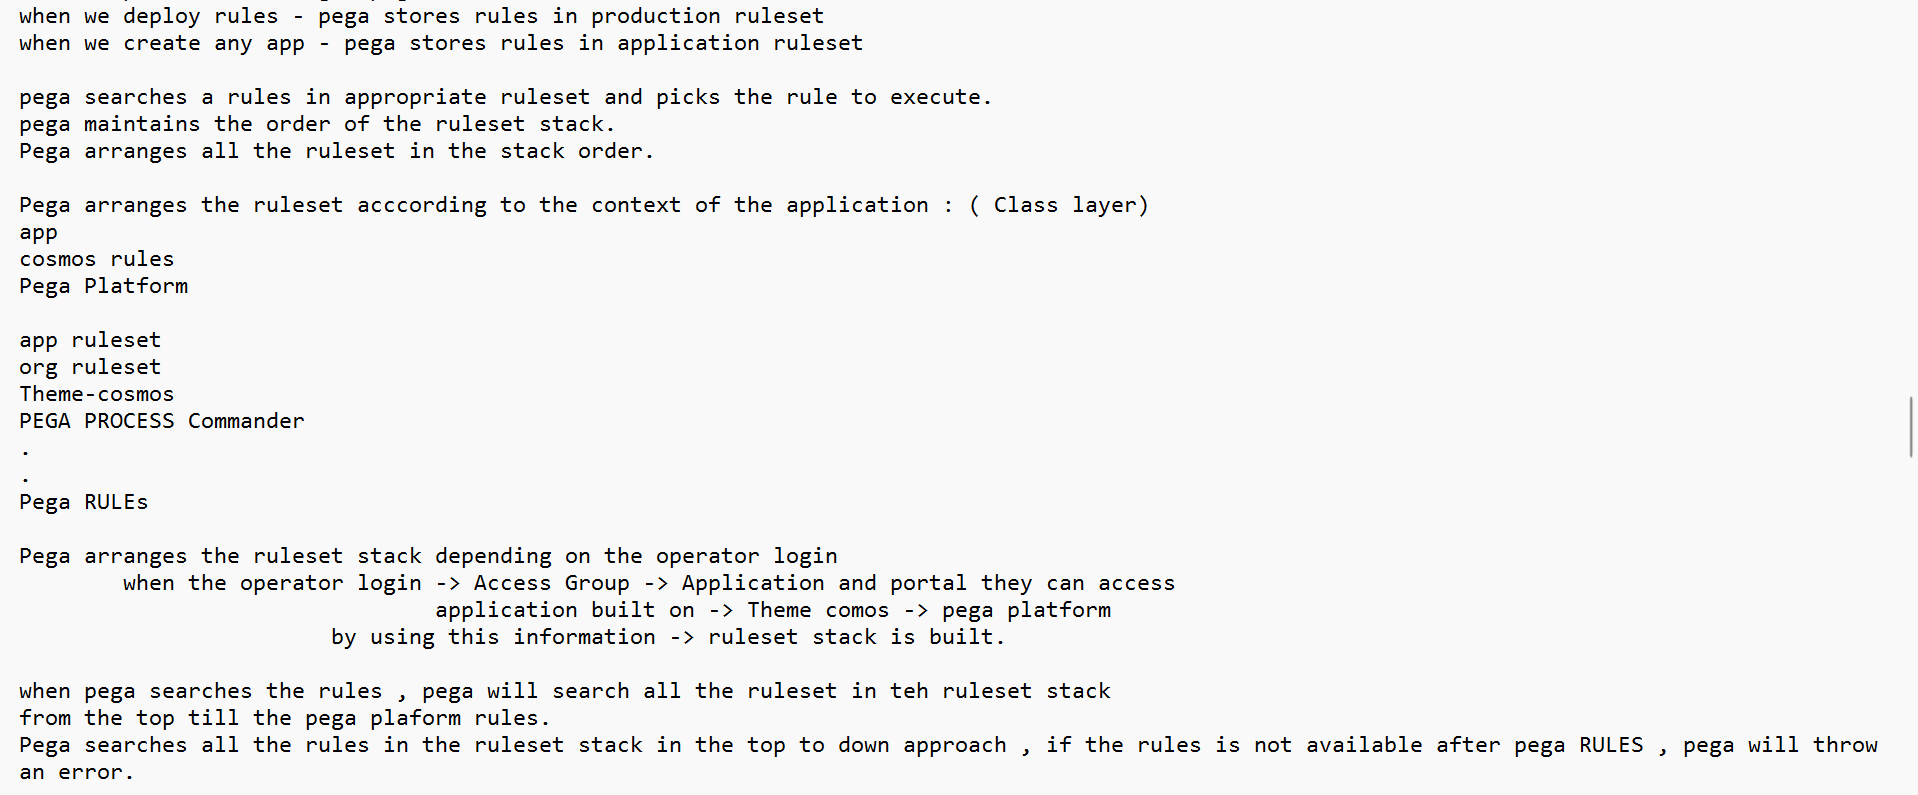 when we deploy rules - pega stores rules in production ruleset
when we create any app - pega stores rules in application ruleset
pega searches a rules in appropriate ruleset and picks the rule to execute.
pega maintains the order of the ruleset stack.
Pega arranges all the ruleset in the stack order.
Pega arranges the ruleset acccording to the context of the application : ( Class layer)
app
cosmos rules
Pega Platform
app ruleset
org ruleset
Theme-cosmos
PEGA PROCESS Commander
.
.
Pega RULEs
Pega arranges the ruleset stack depending on the operator login
when the operator login -> Access Group -> Application and portal they can access
application built on -> Theme comos -> pega platform
by using this information -> ruleset stack is built.
when pega searches the rules , pega will search all the ruleset in teh ruleset stack
from the top till the pega plaform rules.
Pega searches all the rules in the ruleset stack in the top to down approach , if the rules is not available after pega RULES , pega will throw
an error.